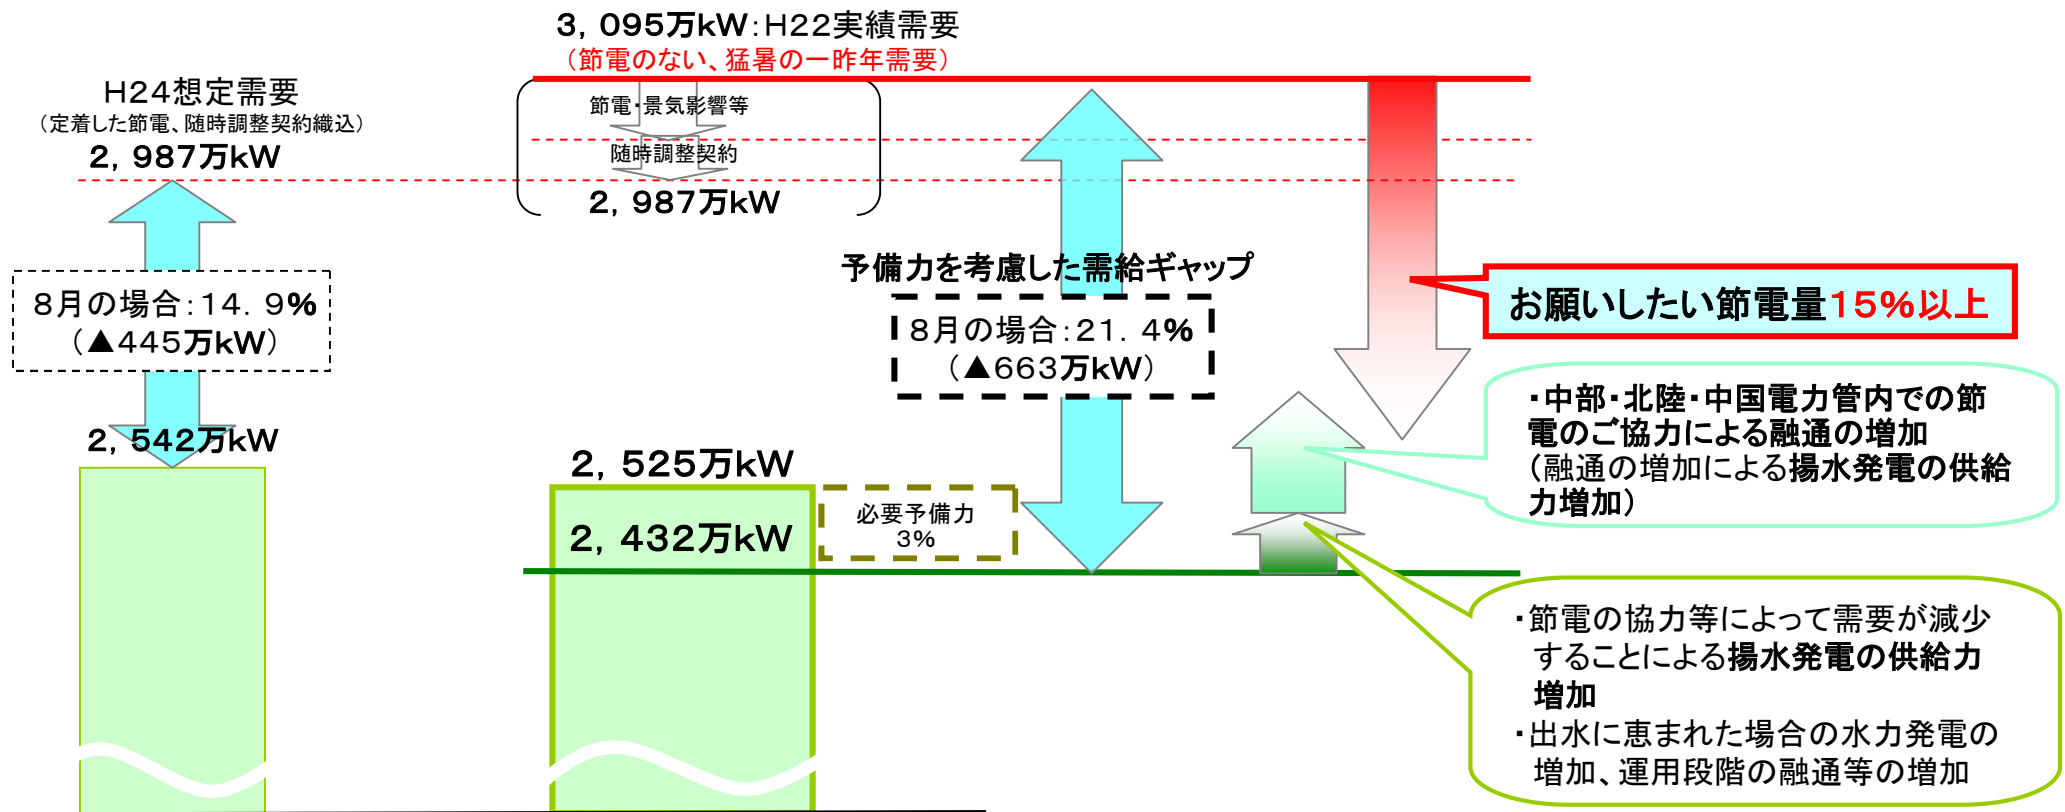 3，095万kW：H22実績需要
（節電のない、猛暑の一昨年需要）
H24想定需要
（定着した節電、随時調整契約織込）
2，987万kW
節電・景気影響等
随時調整契約
2，987万kW
予備力を考慮した需給ギャップ
8月の場合：14．9％
（▲445万kW）
8月の場合：21．4％
（▲663万kW）
お願いしたい節電量15％以上
・中部・北陸・中国電力管内での節
電のご協力による融通の増加
（融通の増加による揚水発電の供給
力増加）
2，542万kW
2，525万kW
2，432万kW
必要予備力
3％
・節電の協力等によって需要が減少
することによる揚水発電の供給力
増加
・出水に恵まれた場合の水力発電の
増加、運用段階の融通等の増加